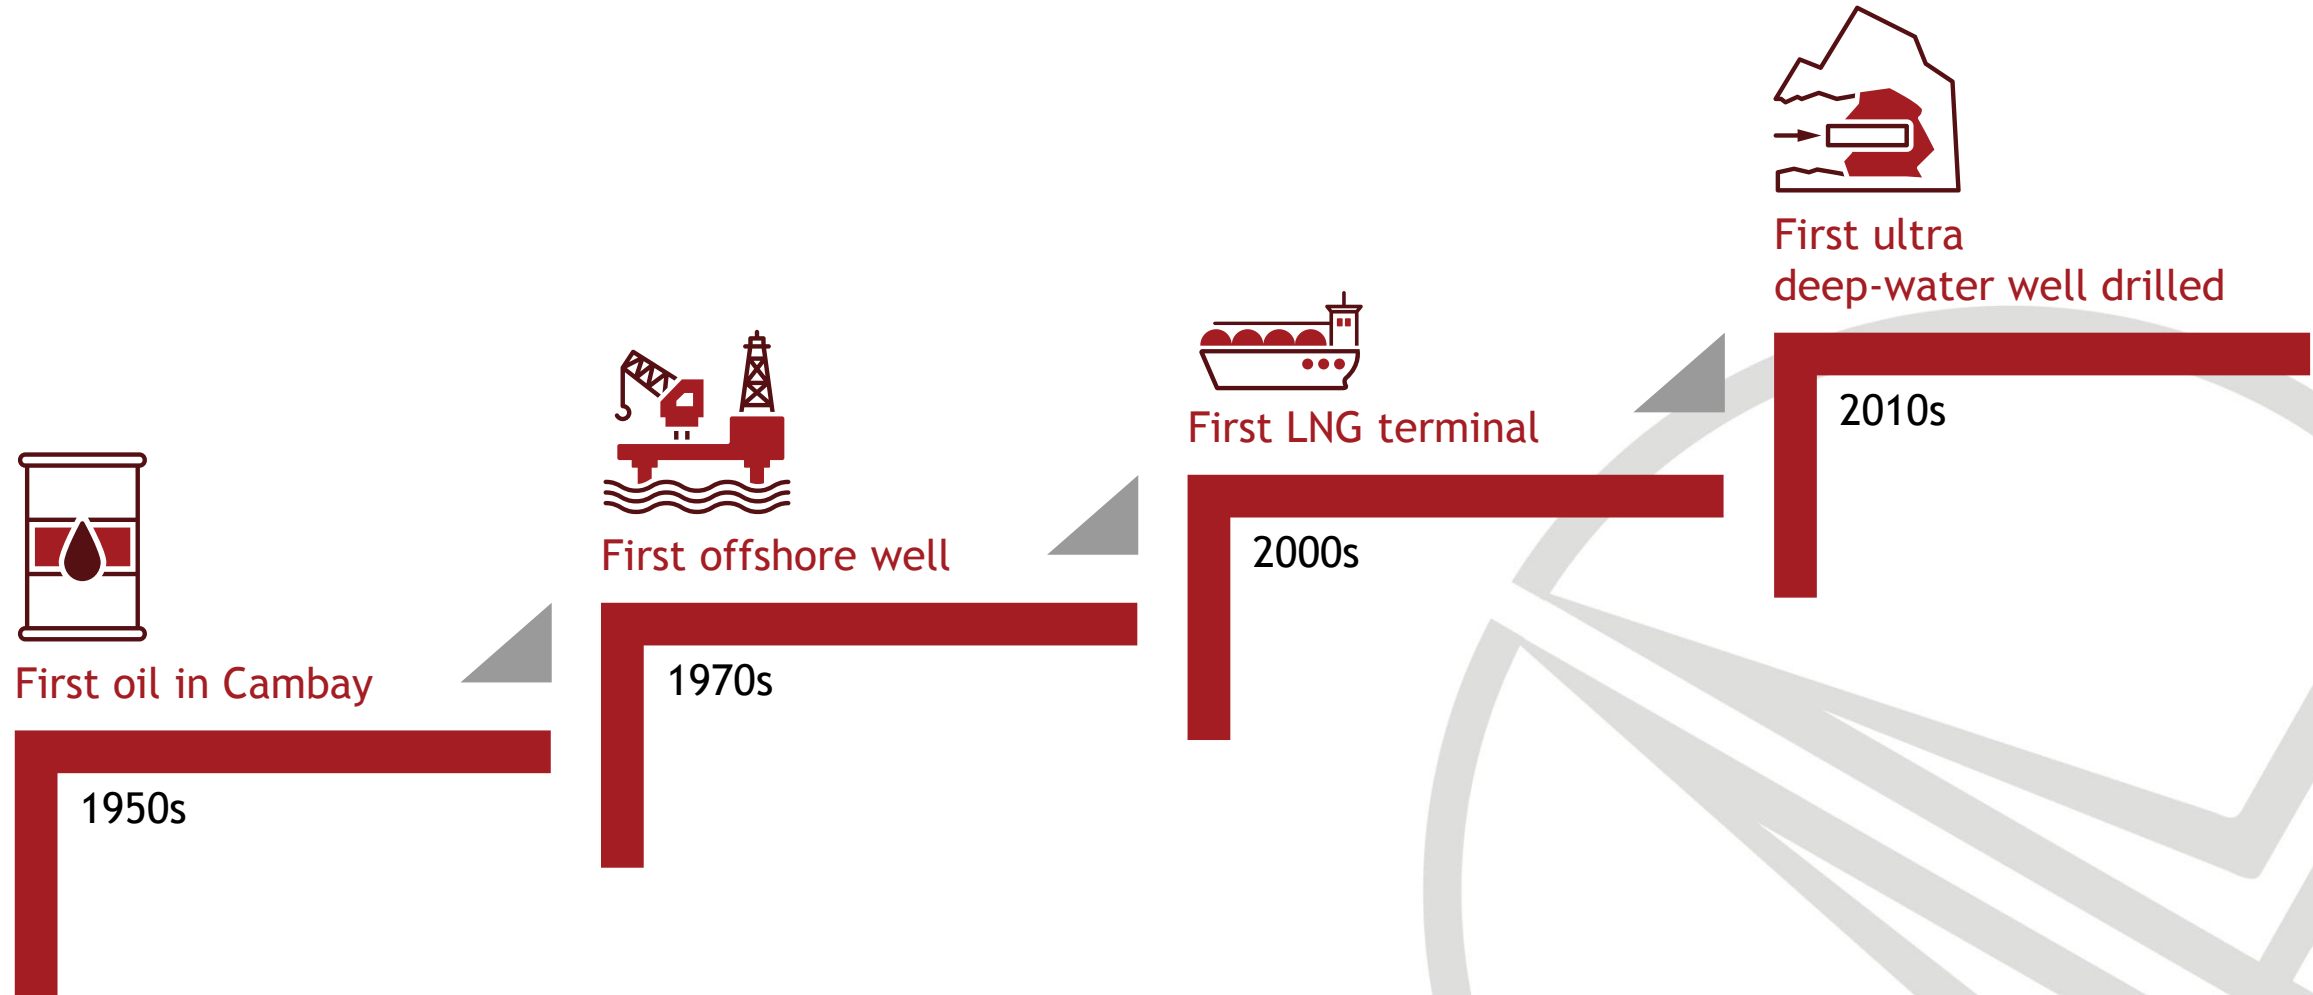 First oil in Cambay
1950s
First offshore well
1970s
First LNG terminal
2000s
First ultra
deep-water well drilled
2010s